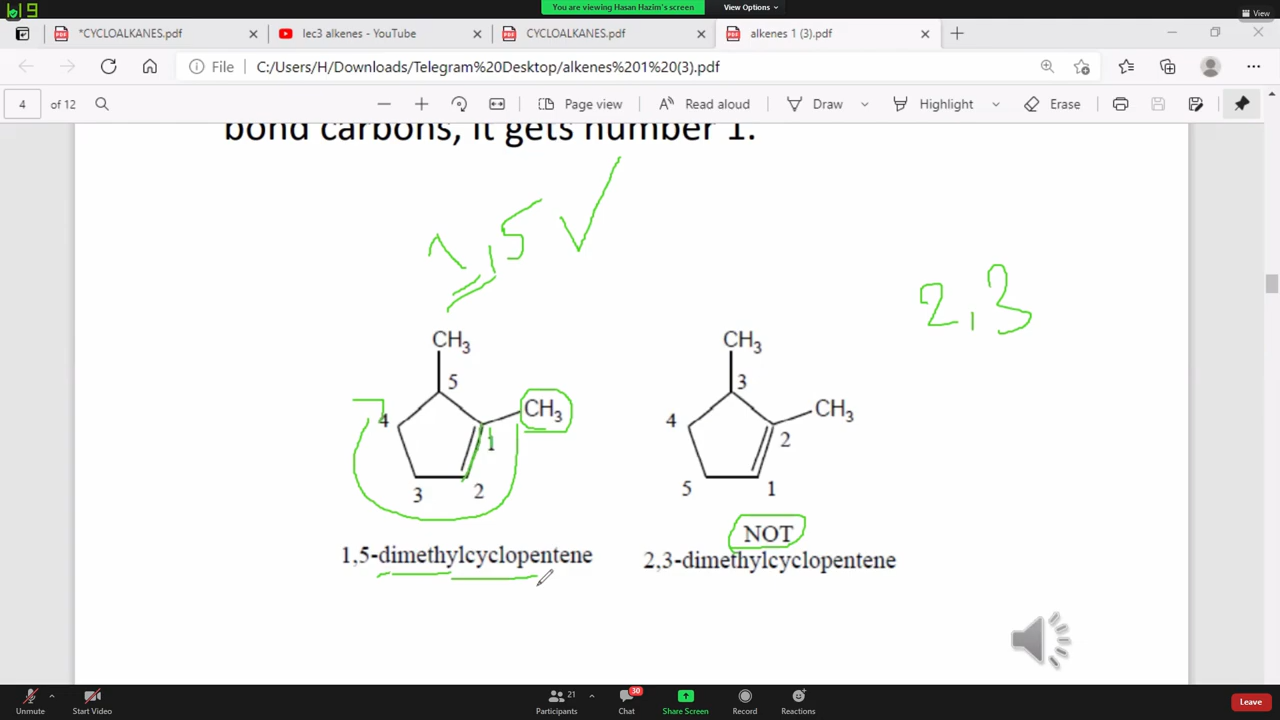 You are viewing Hasan Hazim's screen
View Options
View
*CYCLOALKANES.pdf
lec3 alkenes - YouTube
CYCLOALKANES.pdf
alkenes 1 (3).pdf
File
C:/Users/H/Downloads/Telegram%20Desktop/alkenes%201%20(3).pdf
4 of 12
Page view
Read aloud
Draw
Highlight
Erase
bond carbons, it gets number 1.
1,5
2,3
CH3
CH3
5
3
4
CH3
4
CH3
1
2
3
2
5
1
NOT
1,5-dimethylcyclopentene
2,3-dimethylcyclopentene
Unmute
Start Video
21
Participants
30
Chat
Share Screen
Record
Reactions
Leave